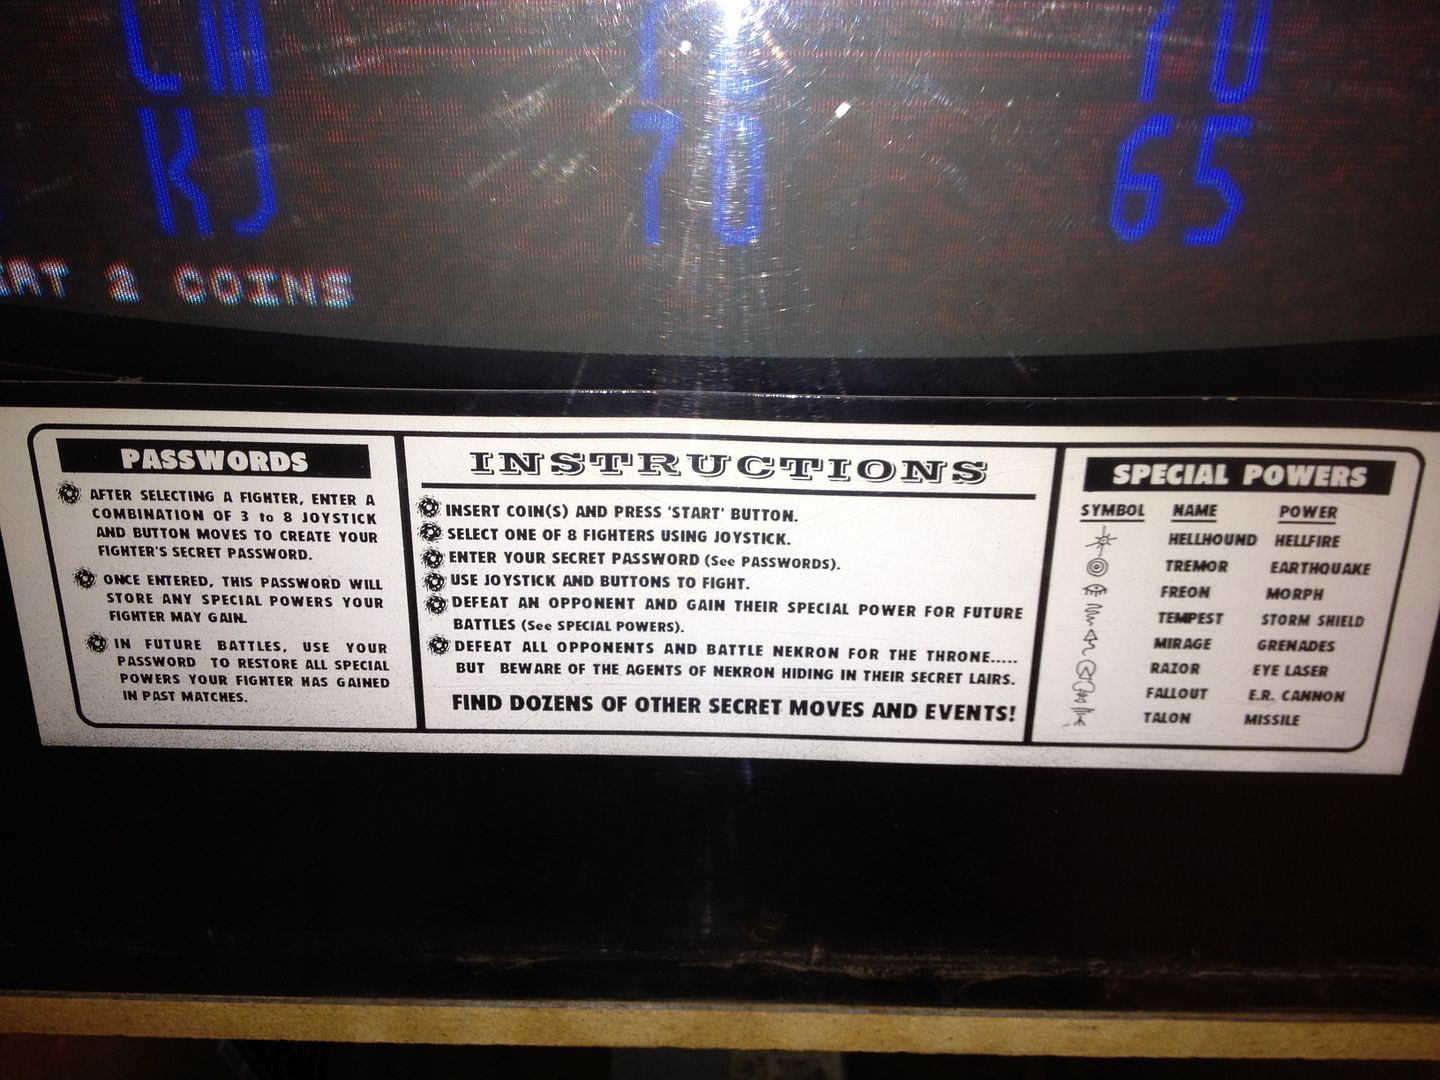 70
KJ 70 65
2 COINS
PASSWORDS
AFTER SELECTING A FIGHTER, ENTER A
COMBINATION OF 3 to 8 JOYSTICK
AND BUTTON MOVES TO CREATE YOUR
FIGHTER'S SECRET PASSWORD.
ONCE ENTERED, THIS PASSWORD WILL
STORE ANY SPECIAL POWERS YOUR
FIGHTER MAY GAIN.
IN FUTURE BATTLES, USE YOUR
PASSWORD TO RESTORE ALL SPECIAL
POWERS YOUR FIGHTER HAS GAINED
IN PAST MATCHES.
INSTRUCTIONS
INSERT COIN(S) AND PRESS 'START' BUTTON.
SELECT ONE OF 8 FIGHTERS USING JOYSTICK.
ENTER YOUR SECRET PASSWORD (See PASSWORDS).
USE JOYSTICK AND BUTTONS TO FIGHT.
DEFEAT AN OPPONENT AND GAIN THEIR SPECIAL POWER FOR FUTURE
BATTLES (See SPECIAL POWERS).
DEFEAT ALL OPPONENTS AND BATTLE NEKRON FOR THE THRONE.....
BUT BEWARE OF THE AGENTS OF NEKRON HIDING IN THEIR SECRET LAIRS.
FIND DOZENS OF OTHER SECRET MOVES AND EVENTS!
SPECIAL POWERS
SYMBOL NAME POWER
HELLHOUND HELLFIRE
TREMOR EARTHQUAKE
FREON MORPH
TEMPEST STORM SHIELD
MIRAGE GRENADES
RAZOR EYE LASER
FALLOUT E.R. CANNON
TALON MISSILE